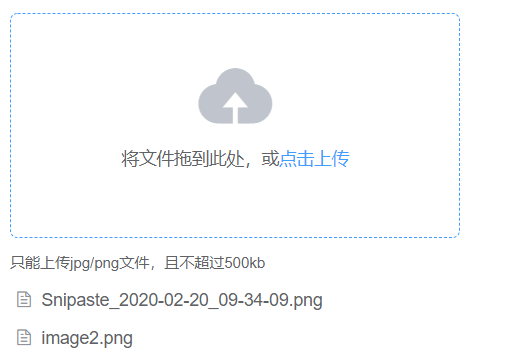 将文件拖到此处，或点击上传
只能上传jpg/png文件，且不超过500kb
Snipaste_2020-02-20_09-34-09.png
image2.png